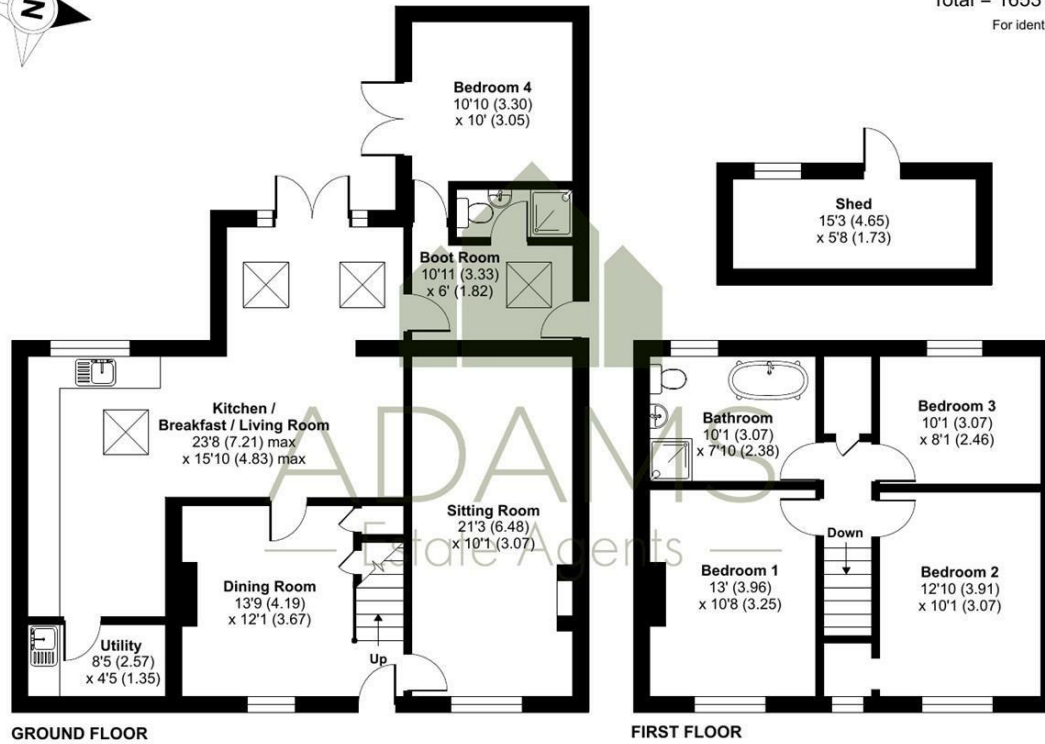 N
Total = 1653
For ident
Bedroom 4
10'10 (3.30)
x 10' (3.05)
Shed
15'3 (4.65)
x 5'8 (1.73)
Boot Room
10'11 (3.33)
x 6' (1.82)
Kitchen /
Breakfast / Living Room
23'8 (7.21) max
x 15'10 (4.83) max
Bathroom
10'1 (3.07)
x 7'10 (2.38)
Bedroom 3
10'1 (3.07)
x 8'1 (2.46)
ADAMS
Estate Agents
Sitting Room
21'3 (6.48)
x 10'1 (3.07)
Dining Room
13'9 (4.19)
x 12'1 (3.67)
Down
Bedroom 1
13' (3.96)
x 10'8 (3.25)
Bedroom 2
12'10 (3.91)
x 10'1 (3.07)
Utility
8'5 (2.57)
x 4'5 (1.35)
Up
GROUND FLOOR
FIRST FLOOR